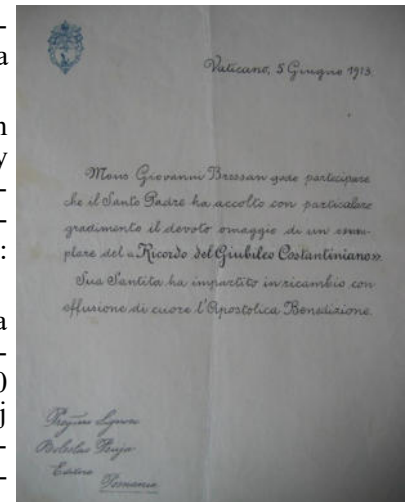 Vaticano, 5 Giugno 1913.
Mons Giovanni Bressan gode partecipare
che il Santo Padre ha accolto con particolare
gradimento il devoto omaggio di un esem-
plare del «Ricordo del Giubileo Costantiniano».
Sua Santità ha impartito in ricambio con
effusione di cuore l'Apostolica Benedizione.
Signore
Editore